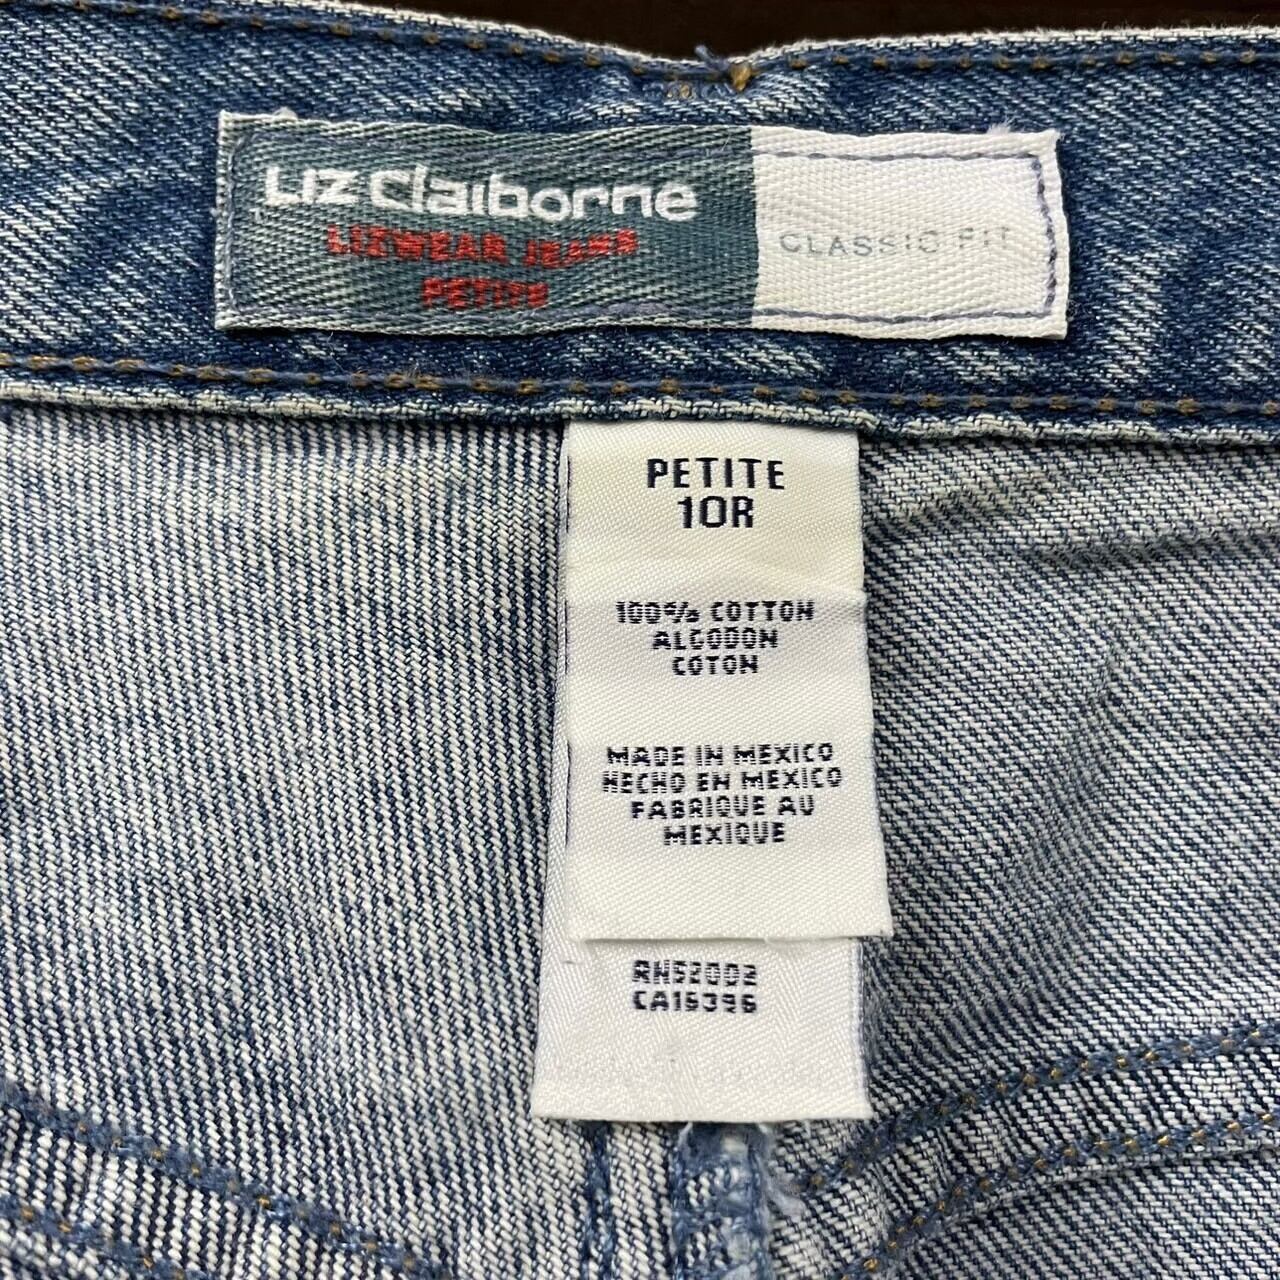 Liz claiborne
LIZWEAR JEANS
PETITE
CLASSIC FIT
PETITE
10R
100% COTTON
ALGODON
COTON
MADE IN MEXICO
HECHO EN MEXICO
FABRIQUE AU
MEXIQUE
RN52002
CA16396